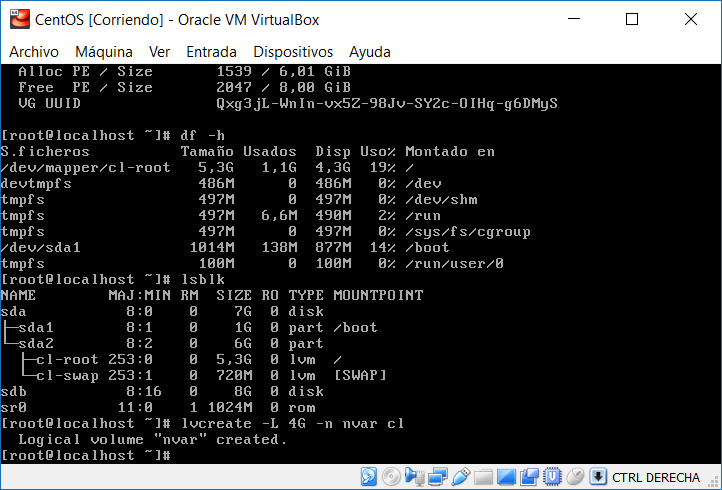 CentOS [Corriendo] - Oracle VM VirtualBox
Archivo Máquina Ver Entrada Dispositivos Ayuda
Alloc PE / Size 1539 / 6,01 GiB
Free PE / Size 2047 / 8,00 GiB
VG UUID Qxg3jL-WnIn-vx5Z-98Jv-SY2c-OIHq-g6DMyS
[root@localhost ~]# df -h
S.ficheros Tamaño Usados Disp Uso% Montado en
/dev/mapper/cl-root 5,3G 1,1G 4,3G 19% /
devtmpfs 486M 0 486M 0% /dev
tmpfs 497M 0 497M 0% /dev/shm
tmpfs 497M 6,6M 490M 2% /run
tmpfs 497M 0 497M 0% /sys/fs/cgroup
/dev/sda1 1014M 138M 877M 14% /boot
tmpfs 100M 0 100M 0% /run/user/0
[root@localhost ~]# lsblk
NAME MAJ:MIN RM SIZE RO TYPE MOUNTPOINT
sda 8:0 0 7G 0 disk
├─sda1 8:1 0 1G 0 part /boot
└─sda2 8:2 0 6G 0 part
├─cl-root 253:0 0 5,3G 0 lvm /
└─cl-swap 253:1 0 720M 0 lvm [SWAP]
sdb 8:16 0 8G 0 disk
sr0 11:0 1 1024M 0 rom
[root@localhost ~]# lvcreate -L 4G -n nvar cl
Logical volume "nvar" created.
[root@localhost ~]#
CTRL DERECHA